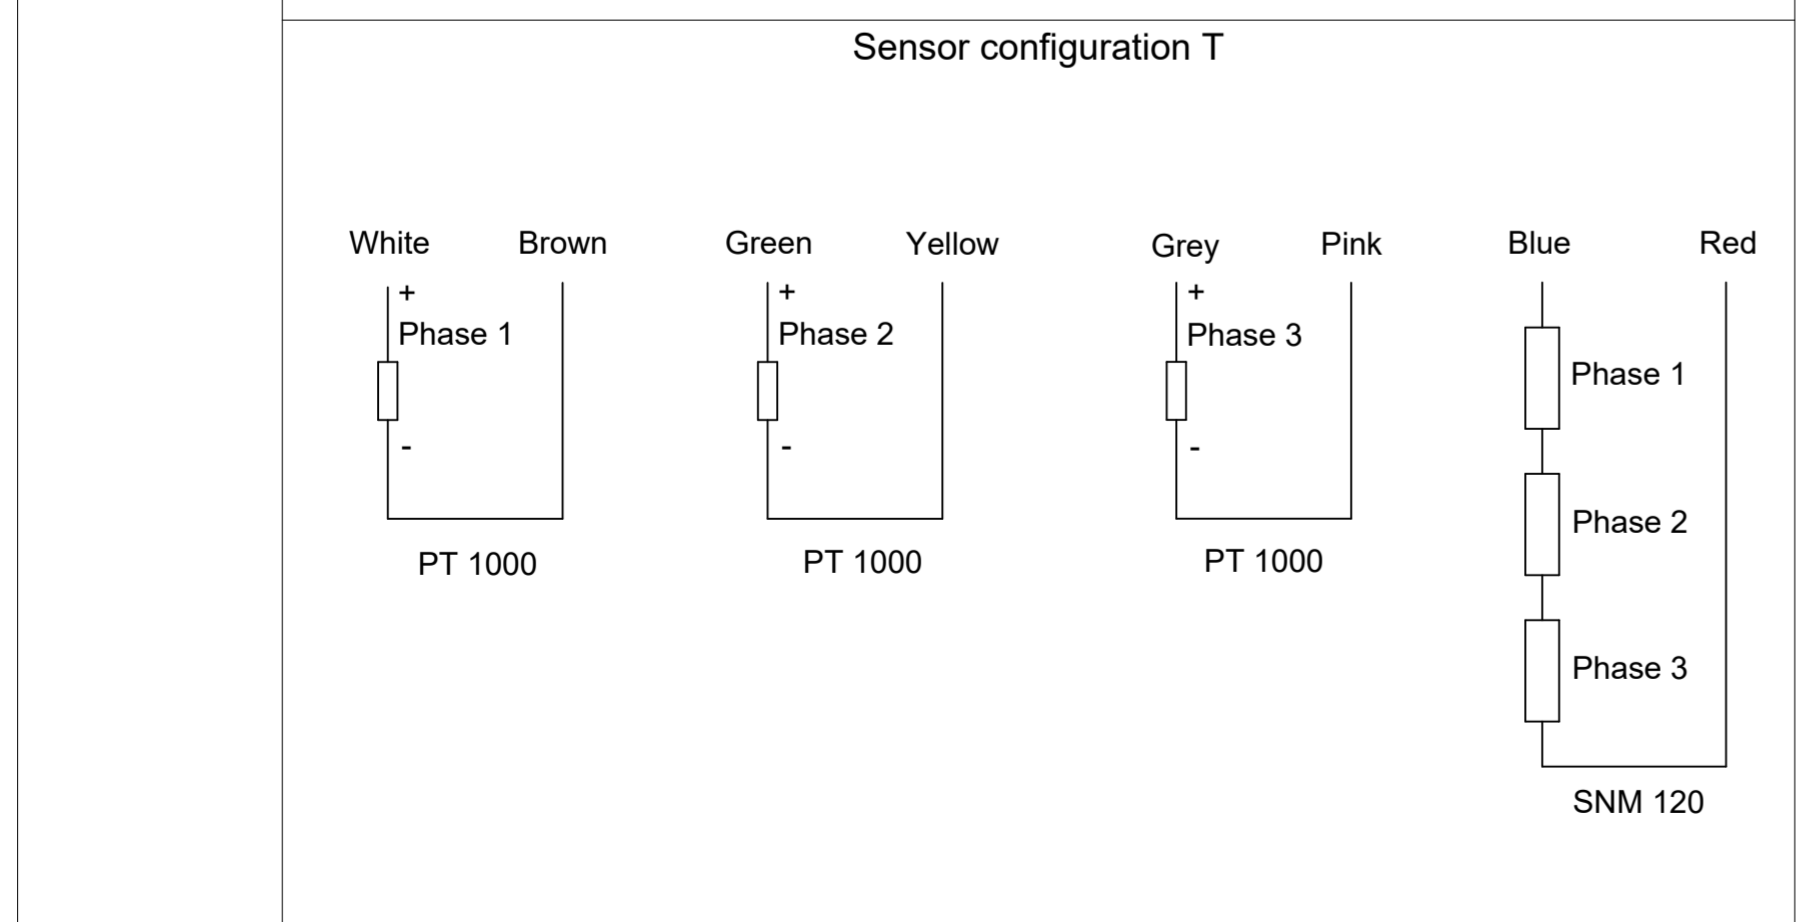 Sensor configuration T
White Brown Green Yellow Grey Pink Blue Red
+ + +
Phase 1 Phase 2 Phase 3
Phase 1
- - -
Phase 2
PT 1000 PT 1000 PT 1000
Phase 3
SNM 120